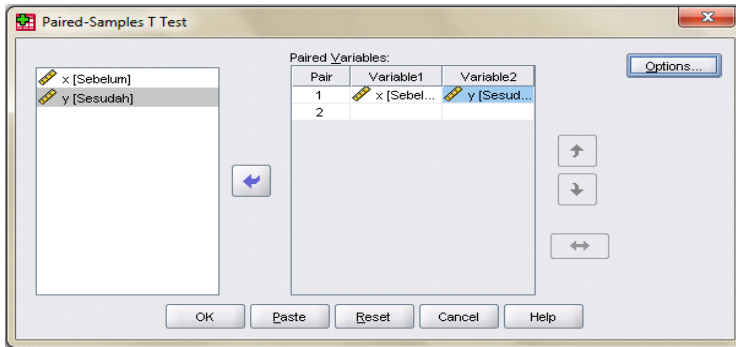 Paired-Samples T Test
x [Sebelum]
y [Sesudah]
Paired Variables:
Pair Variable1 Variable2
1 x [Sebel... y [Sesud...
2
Options...
OK Paste Reset Cancel Help